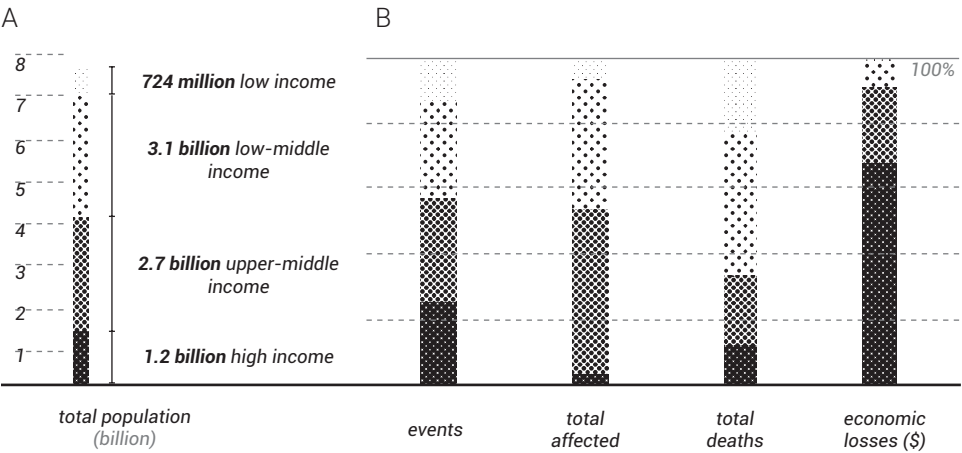 A
B
8
7
6
5
4
3
2
1
724 million low income
3.1 billion low-middle
income
2.7 billion upper-middle
income
1.2 billion high income
total population
(billion)
100%
events
total
affected
total
deaths
economic
losses ($)